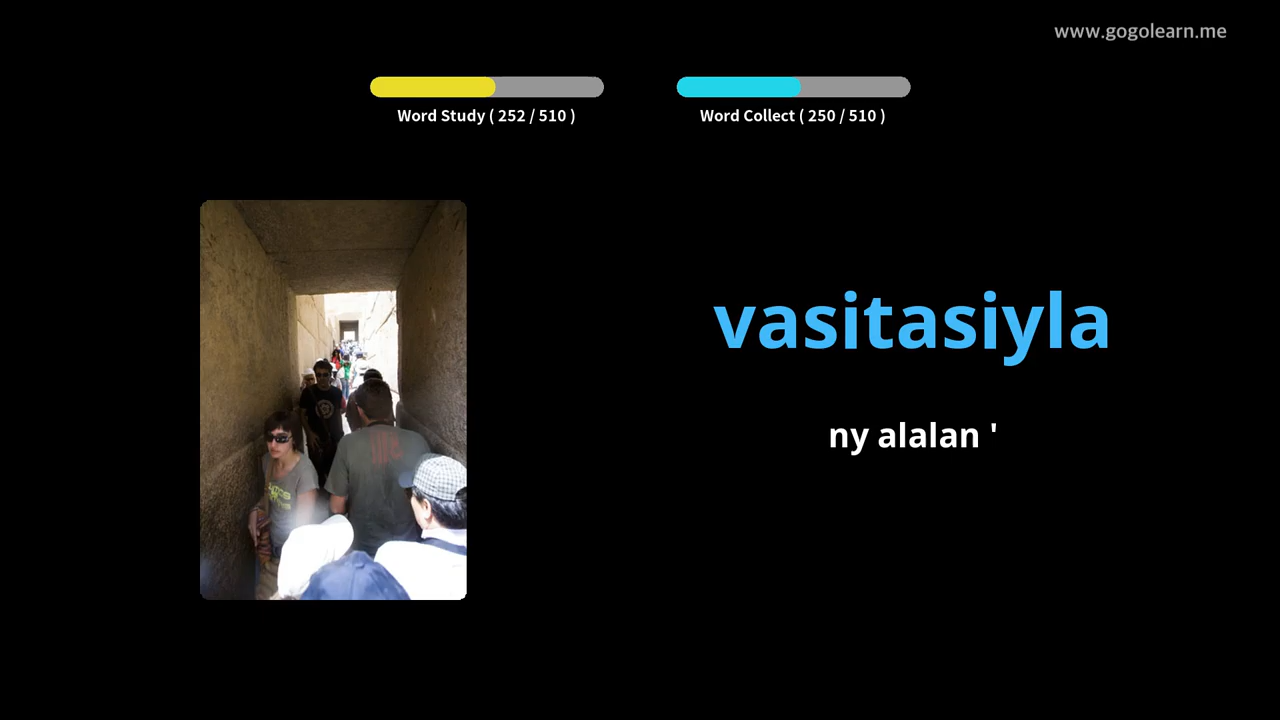 www.gogolearn.me
Word Study ( 252 / 510 )
Word Collect ( 250 / 510 )
vasitasiyla
ny alalan '